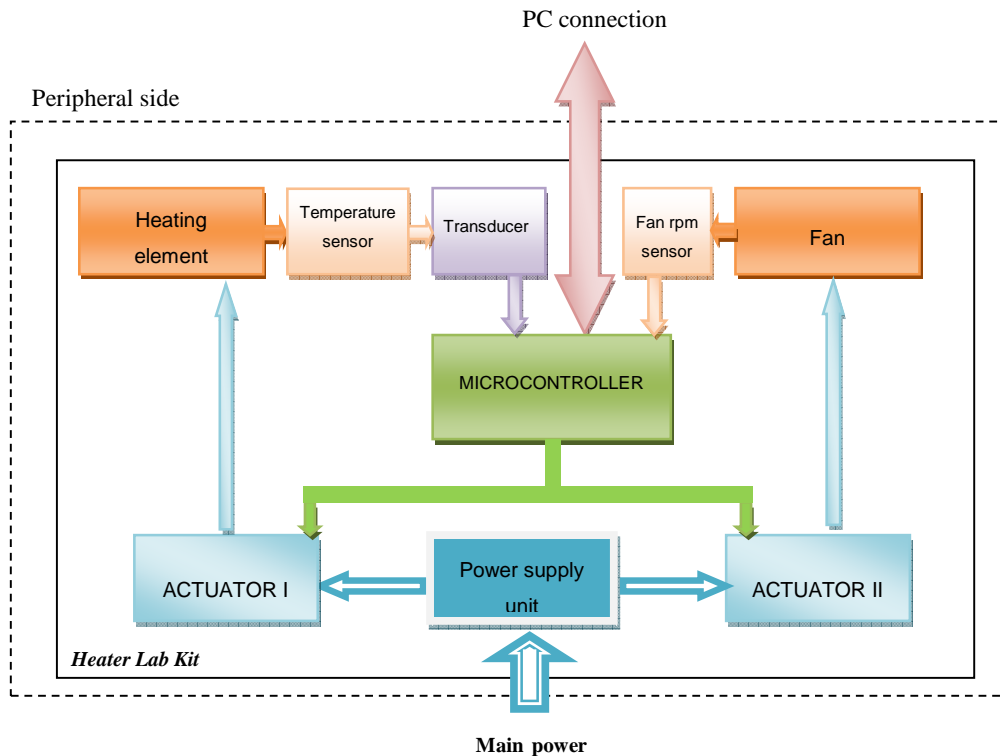 PC connection
Peripheral side
Heating
element
Temperature
sensor
Transducer
Fan rpm
sensor
Fan
MICROCONTROLLER
ACTUATOR I
Power supply
unit
ACTUATOR II
Heater Lab Kit
Main power